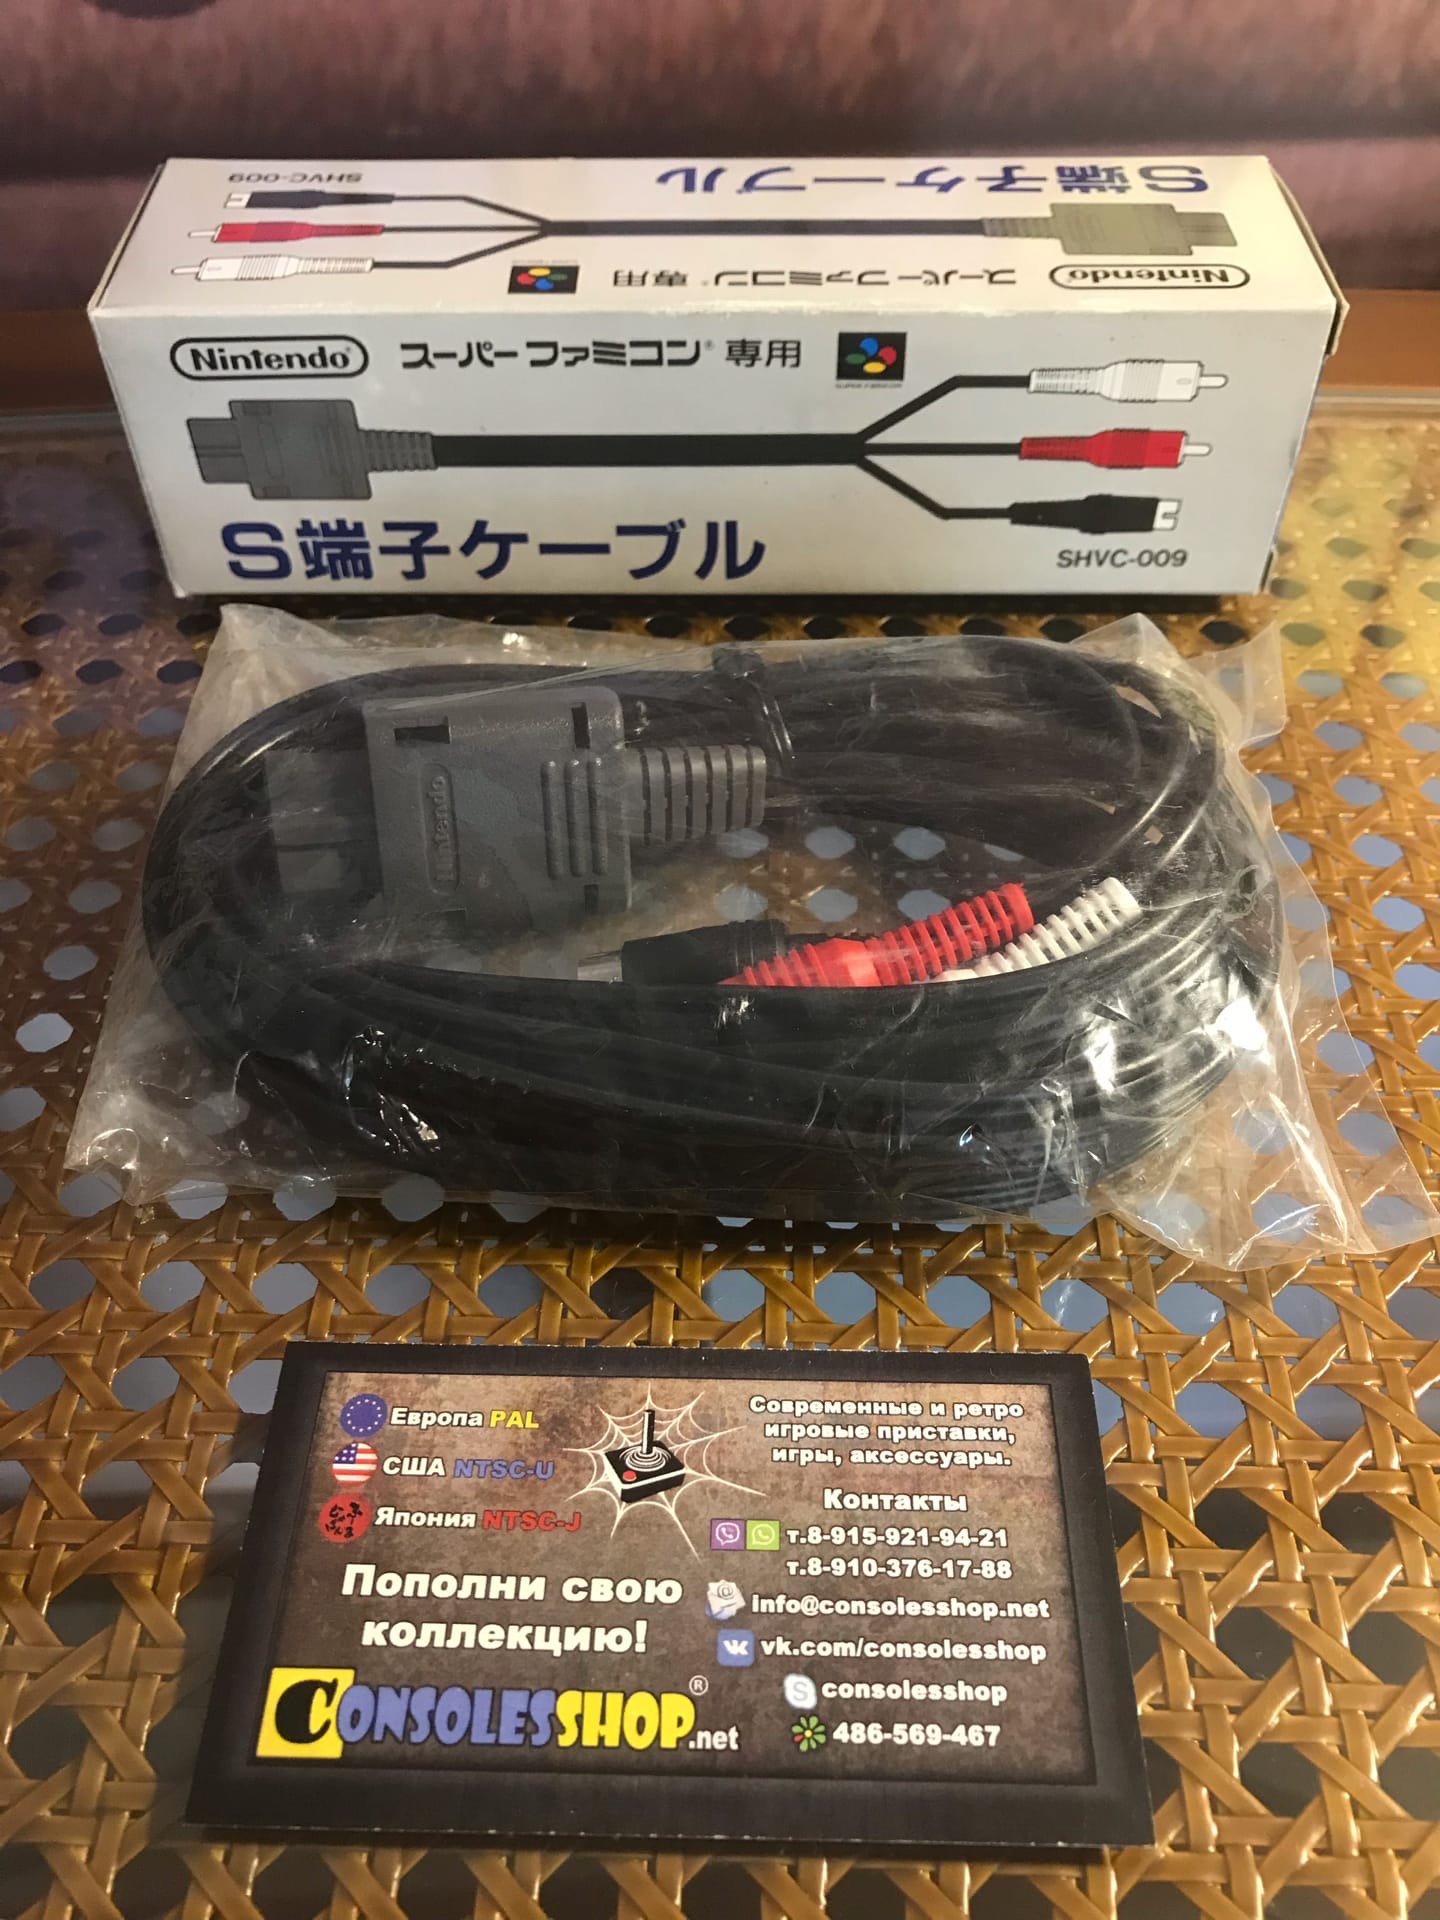 SHVC-009
S端子ケーブル
Nintendo
スーパーファミコン® 専用
Nintendo®
スーパーファミコン® 専用
SUPER FAMICOM
S端子ケーブル
SHVC-009
Nintendo
Европа PAL
США NTSC-U
Япония NTSC-J
Пополни свою
коллекцию!
CONSOLESSHOP.net ®
Современные и ретро
игровые приставки,
игры, аксессуары.
Контакты
т.8-915-921-94-21
т.8-910-376-17-88
info@consolesshop.net
vk.com/consolesshop
consolesshop
486-569-467